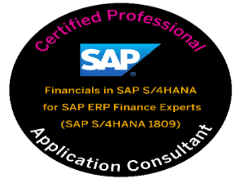 Certified Professional
SAP
Financials in SAP S/4HANA
for SAP ERP Finance Experts
(SAP S/4HANA 1809)
Application Consultant